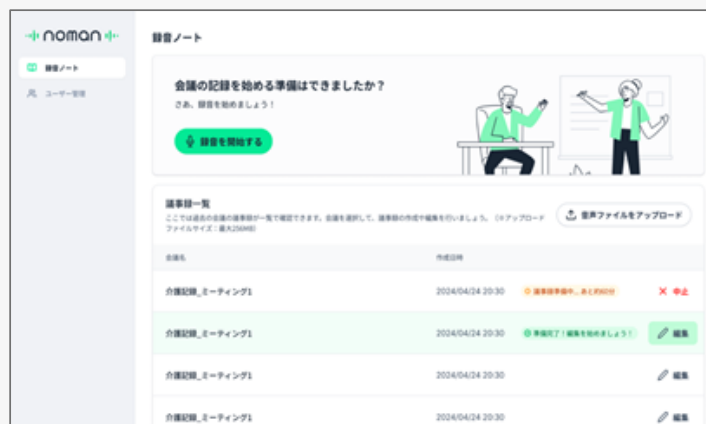 noman
録音ノート
録音ノート
ユーザー管理
会議の記録を始める準備はできましたか？
さあ、録音を始めましょう！
録音を開始する
議事録一覧
ここでは過去の会議の議事録が一覧で確認できます。会議を選択して、議事録の作成や編集を行いましょう。（※アップロード
ファイルサイズ：最大256MB）
音声ファイルをアップロード
会議名 作成日時
介護記録_ミーティング1 2024/04/24 20:30 議事録準備中... あと約60分 中止
介護記録_ミーティング1 2024/04/24 20:30 準備完了！編集を始めましょう！ 編集
介護記録_ミーティング1 2024/04/24 20:30 編集
介護記録_ミーティング1 2024/04/24 20:30 編集